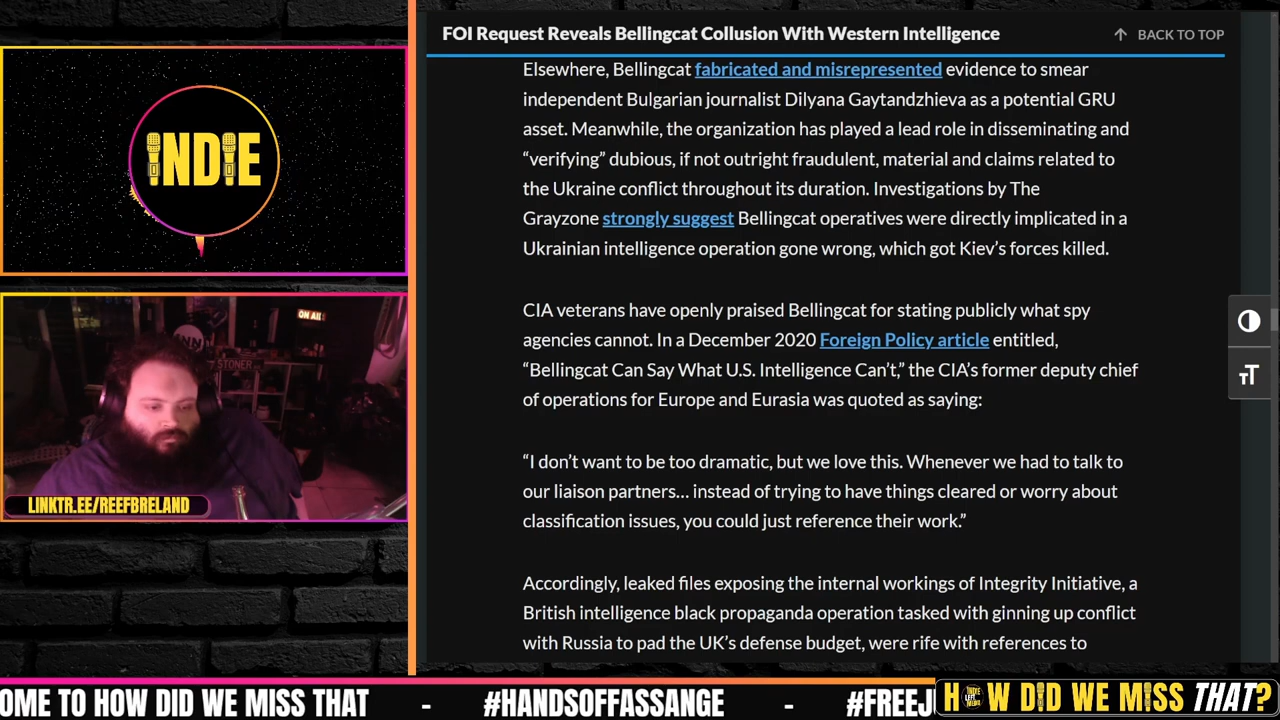 FOI Request Reveals Bellingcat Collusion With Western Intelligence
BACK TO TOP
Elsewhere, Bellingcat fabricated and misrepresented evidence to smear
independent Bulgarian journalist Dilyana Gaytandzhieva as a potential GRU
asset. Meanwhile, the organization has played a lead role in disseminating and
“verifying” dubious, if not outright fraudulent, material and claims related to
the Ukraine conflict throughout its duration. Investigations by The
Grayzone strongly suggest Bellingcat operatives were directly implicated in a
Ukrainian intelligence operation gone wrong, which got Kiev’s forces killed.
CIA veterans have openly praised Bellingcat for stating publicly what spy
agencies cannot. In a December 2020 Foreign Policy article entitled,
“Bellingcat Can Say What U.S. Intelligence Can’t,” the CIA’s former deputy chief
of operations for Europe and Eurasia was quoted as saying:
“I don’t want to be too dramatic, but we love this. Whenever we had to talk to
our liaison partners… instead of trying to have things cleared or worry about
classification issues, you could just reference their work.”
Accordingly, leaked files exposing the internal workings of Integrity Initiative, a
British intelligence black propaganda operation tasked with ginning up conflict
with Russia to pad the UK’s defense budget, were rife with references to
TT
INDIE
ON AIR
STONER
LINKTR.EE/REEFBRELAND
OME TO HOW DID WE MISS THAT - #HANDSOFFASSANGE - #FREEJ
HOW DID WE MISS THAT?